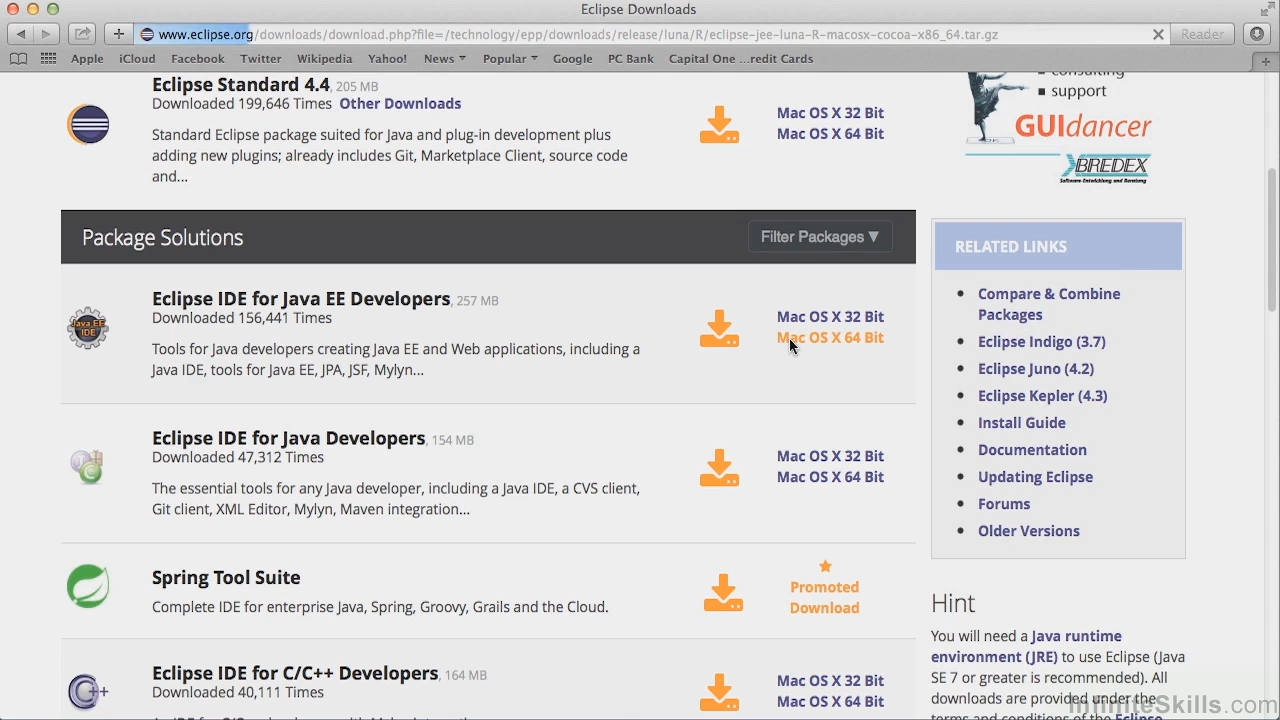 Eclipse Downloads
www.eclipse.org/downloads/download.php?file=/technology/epp/downloads/release/luna/R/eclipse-jee-luna-R-macosx-cocoa-x86_64.tar.gz
Reader
Apple iCloud Facebook Twitter Wikipedia Yahoo! News ▼ Popular ▼ Google PC Bank Capital One ...redit Cards
Eclipse Standard 4.4, 205 MB
Downloaded 199,646 Times Other Downloads
Standard Eclipse package suited for Java and plug-in development plus
adding new plugins; already includes Git, Marketplace Client, source code
and...
Mac OS X 32 Bit
Mac OS X 64 Bit
consulting
support
GUIdancer
BREDEX
Software-Entwicklung und Beratung
Package Solutions
Filter Packages ▼
Eclipse IDE for Java EE Developers, 257 MB
Downloaded 156,441 Times
Tools for Java developers creating Java EE and Web applications, including a
Java IDE, tools for Java EE, JPA, JSF, Mylyn...
Java EE
IDE
Mac OS X 32 Bit
Mac OS X 64 Bit
Eclipse IDE for Java Developers, 154 MB
Downloaded 47,312 Times
The essential tools for any Java developer, including a Java IDE, a CVS client,
Git client, XML Editor, Mylyn, Maven integration...
Mac OS X 32 Bit
Mac OS X 64 Bit
Spring Tool Suite
Complete IDE for enterprise Java, Spring, Groovy, Grails and the Cloud.
Promoted
Download
Eclipse IDE for C/C++ Developers, 164 MB
Downloaded 40,111 Times
Mac OS X 32 Bit
Mac OS X 64 Bit
RELATED LINKS
Compare & Combine
Packages
Eclipse Indigo (3.7)
Eclipse Juno (4.2)
Eclipse Kepler (4.3)
Install Guide
Documentation
Updating Eclipse
Forums
Older Versions
Hint
You will need a Java runtime
environment (JRE) to use Eclipse (Java
SE 7 or greater is recommended). All
downloads are provided under the
terms and conditions of the Eclipse
InfiniteSkills.com